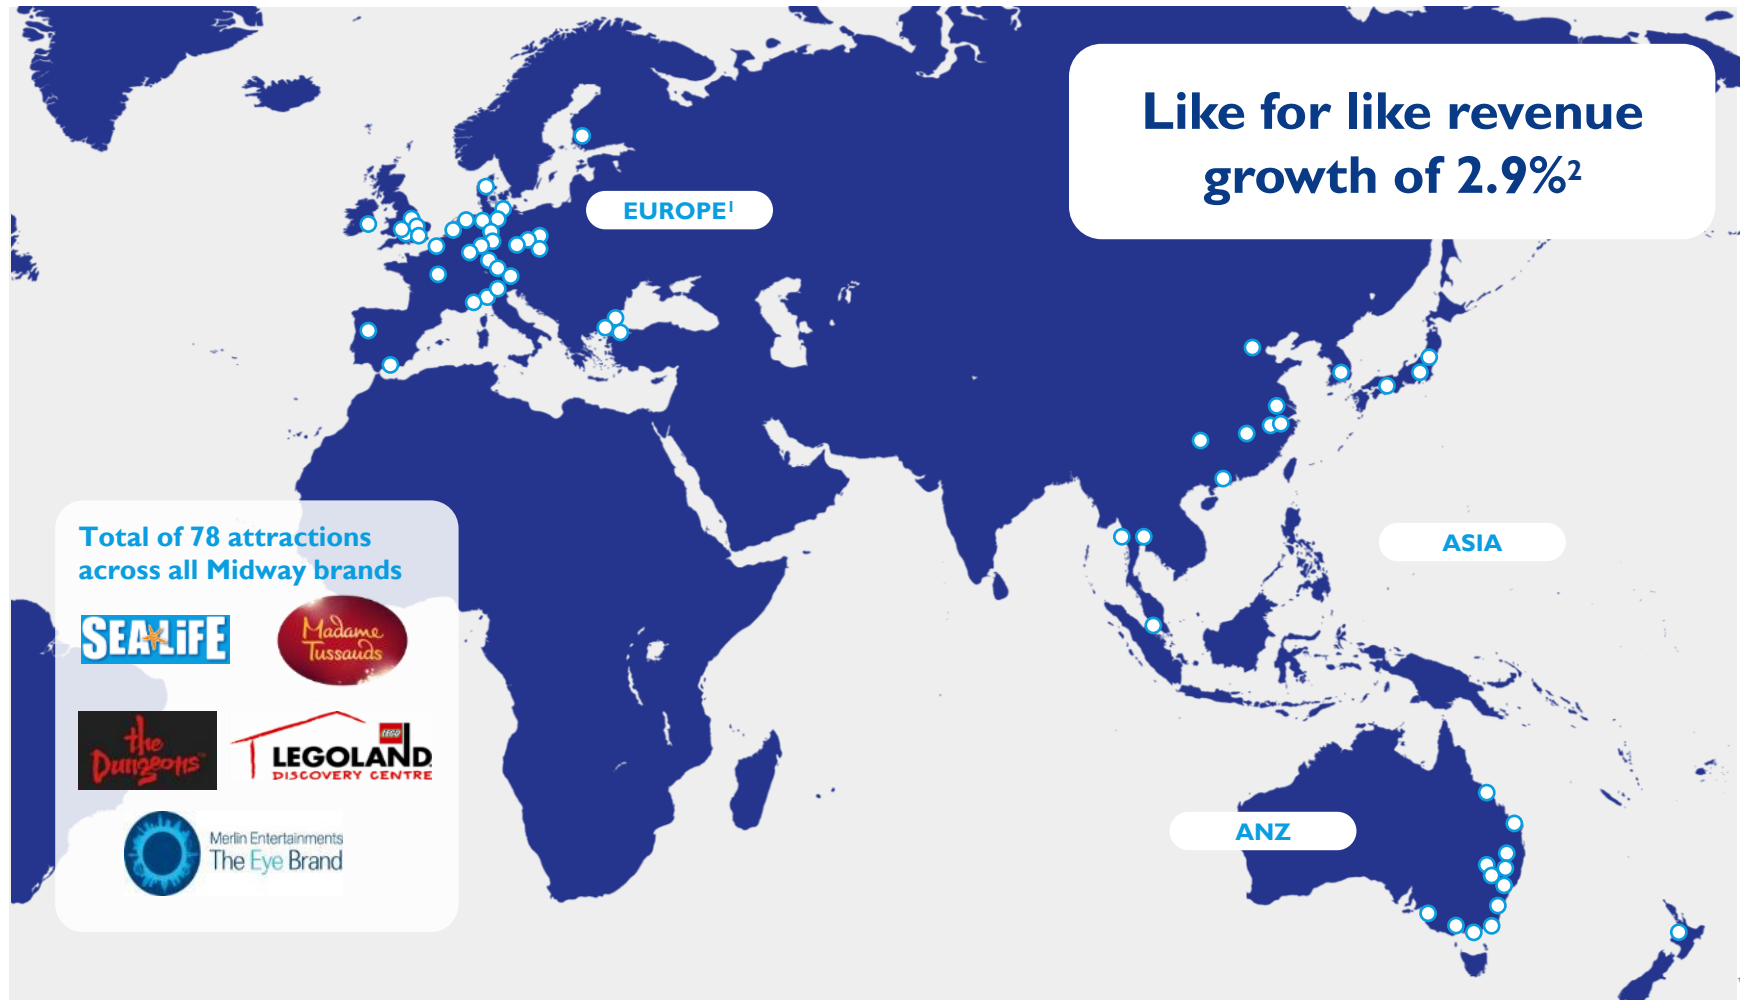 Like for like revenue
growth of 2.9%²
EUROPE¹
Total of 78 attractions
across all Midway brands
SEA LiFE
Madame
Tussauds
the
Dungeons™
LEGO
LEGOLAND
DISCOVERY CENTRE
Merlin Entertainments
The Eye Brand
ASIA
ANZ